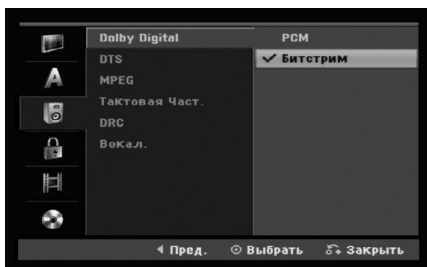 Dolby Digital
PCM
DTS
✔ Битстрим
MPEG
Тактовая Част.
DRC
Вокал.
◀ Пред. ⊙ Выбрать Закрыть